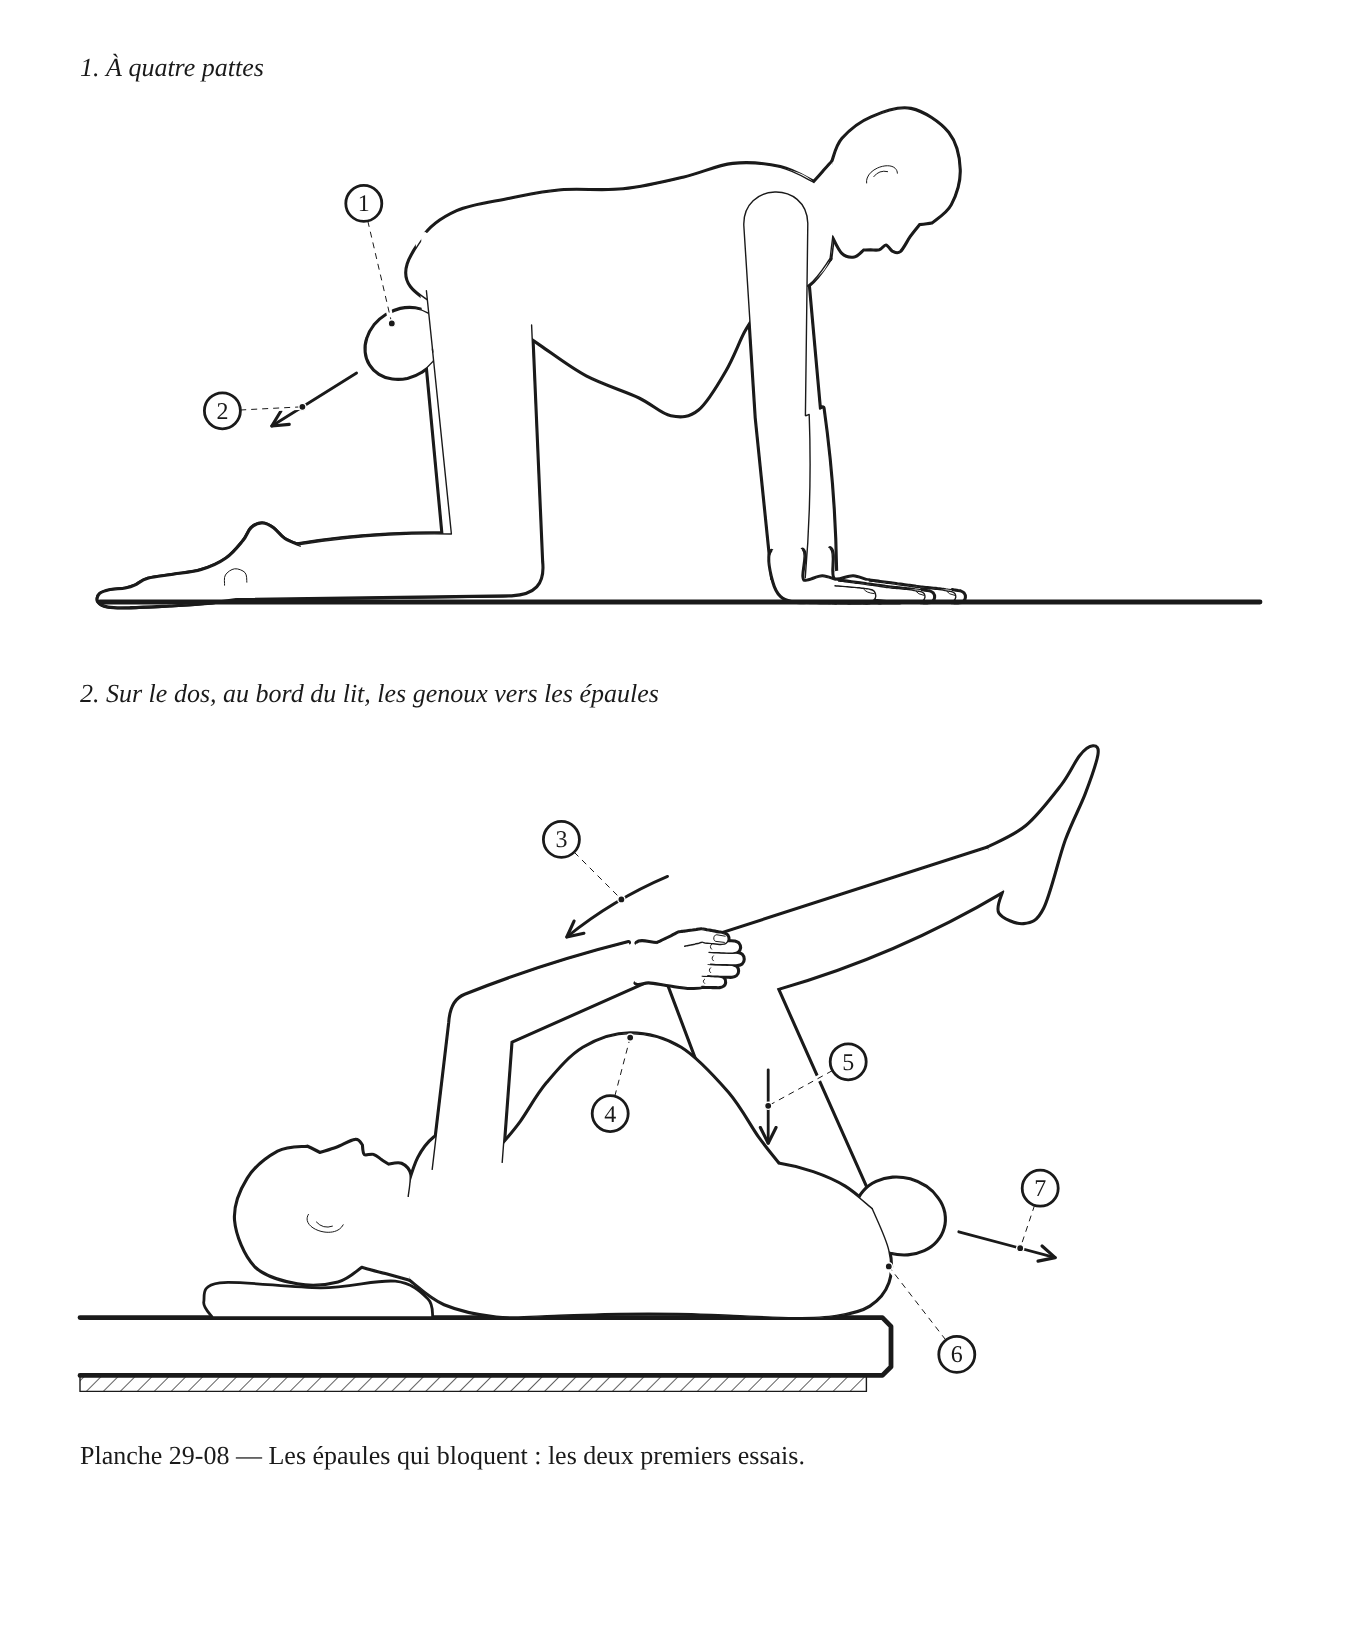 1. À quatre pattes
1
2
2. Sur le dos, au bord du lit, les genoux vers les épaules
3
5
4
7
6
Planche 29-08 — Les épaules qui bloquent : les deux premiers essais.